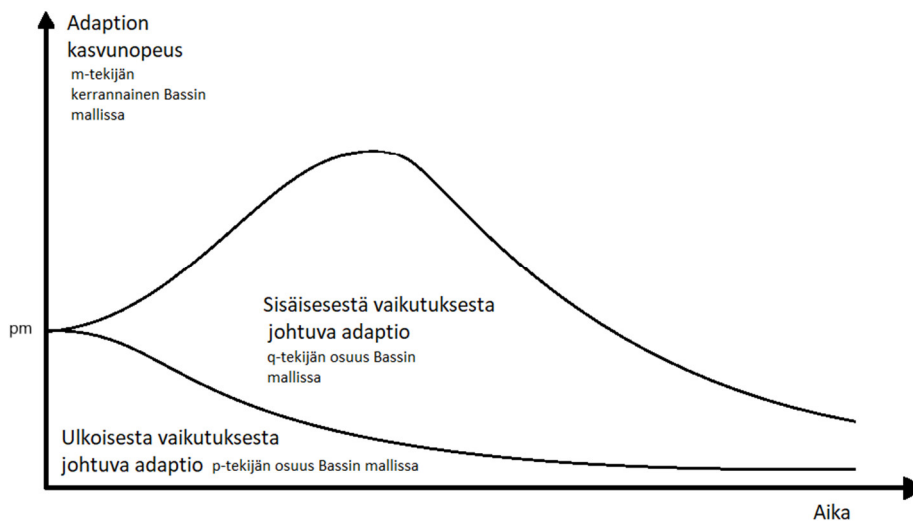 Adaption
kasvunopeus
m-tekijän
kerrannainen Bassin
mallissa
Sisäisestä vaikutuksesta
johtuva adaptio
q-tekijän osuus Bassin
mallissa
pm
Ulkoisesta vaikutuksesta
johtuva adaptio p-tekijän osuus Bassin mallissa
Aika